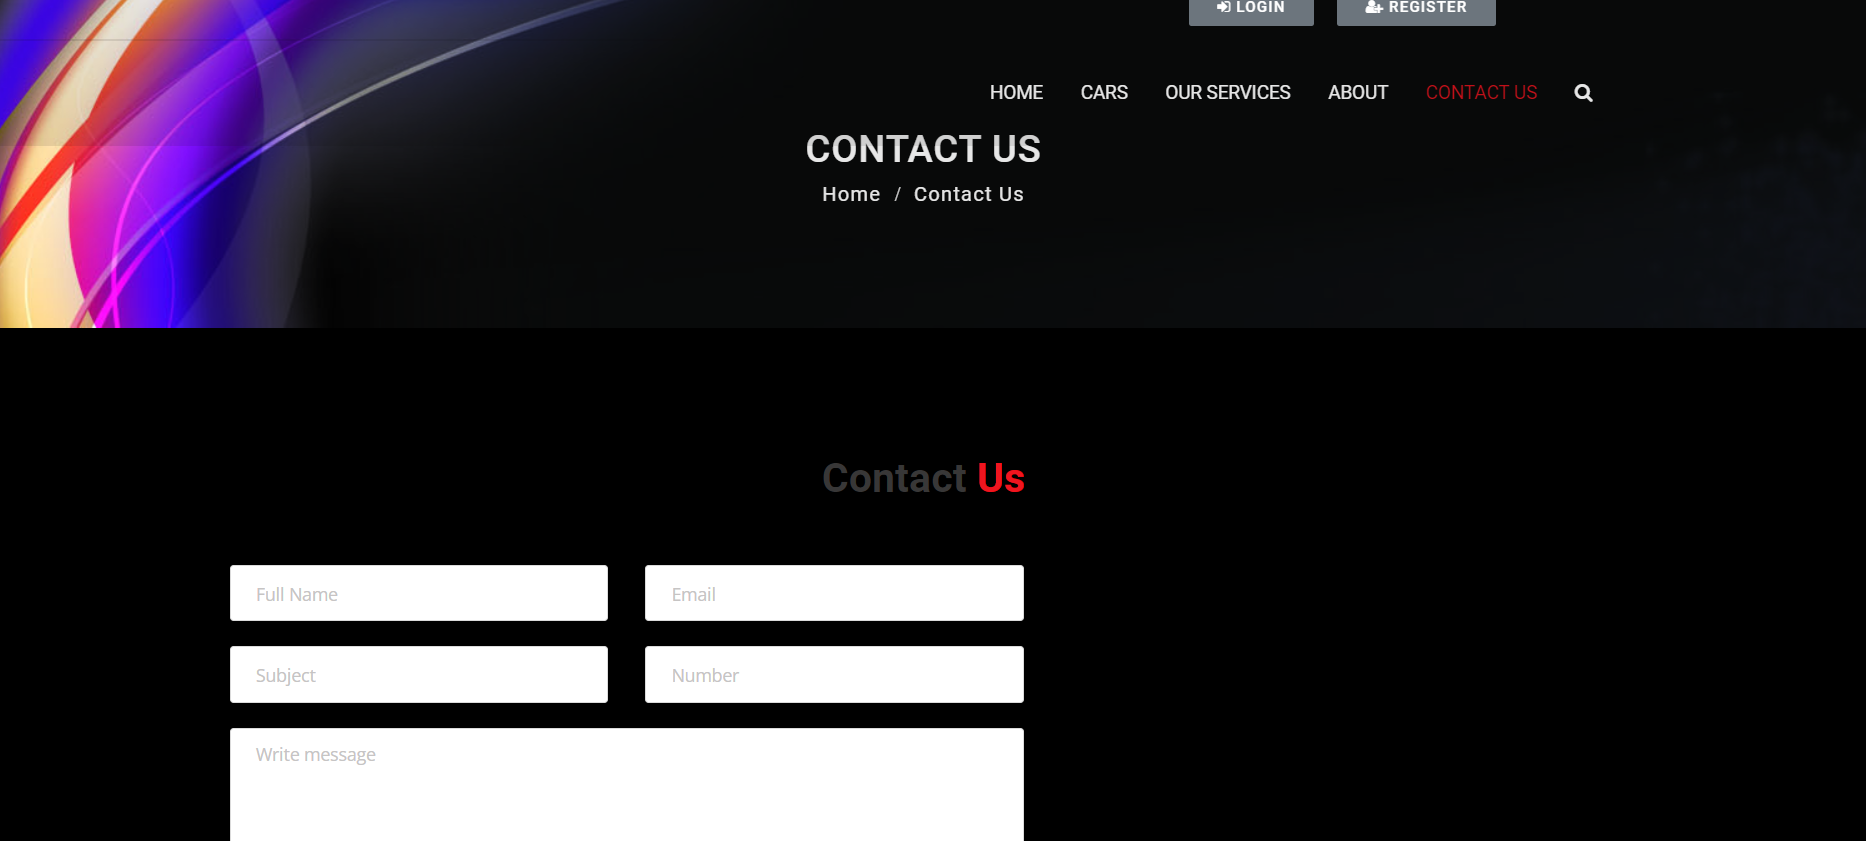 LOGIN REGISTER
HOME CARS OUR SERVICES ABOUT CONTACT US
CONTACT US
Home / Contact Us
Contact Us
Full Name Email
Subject Number
Write message